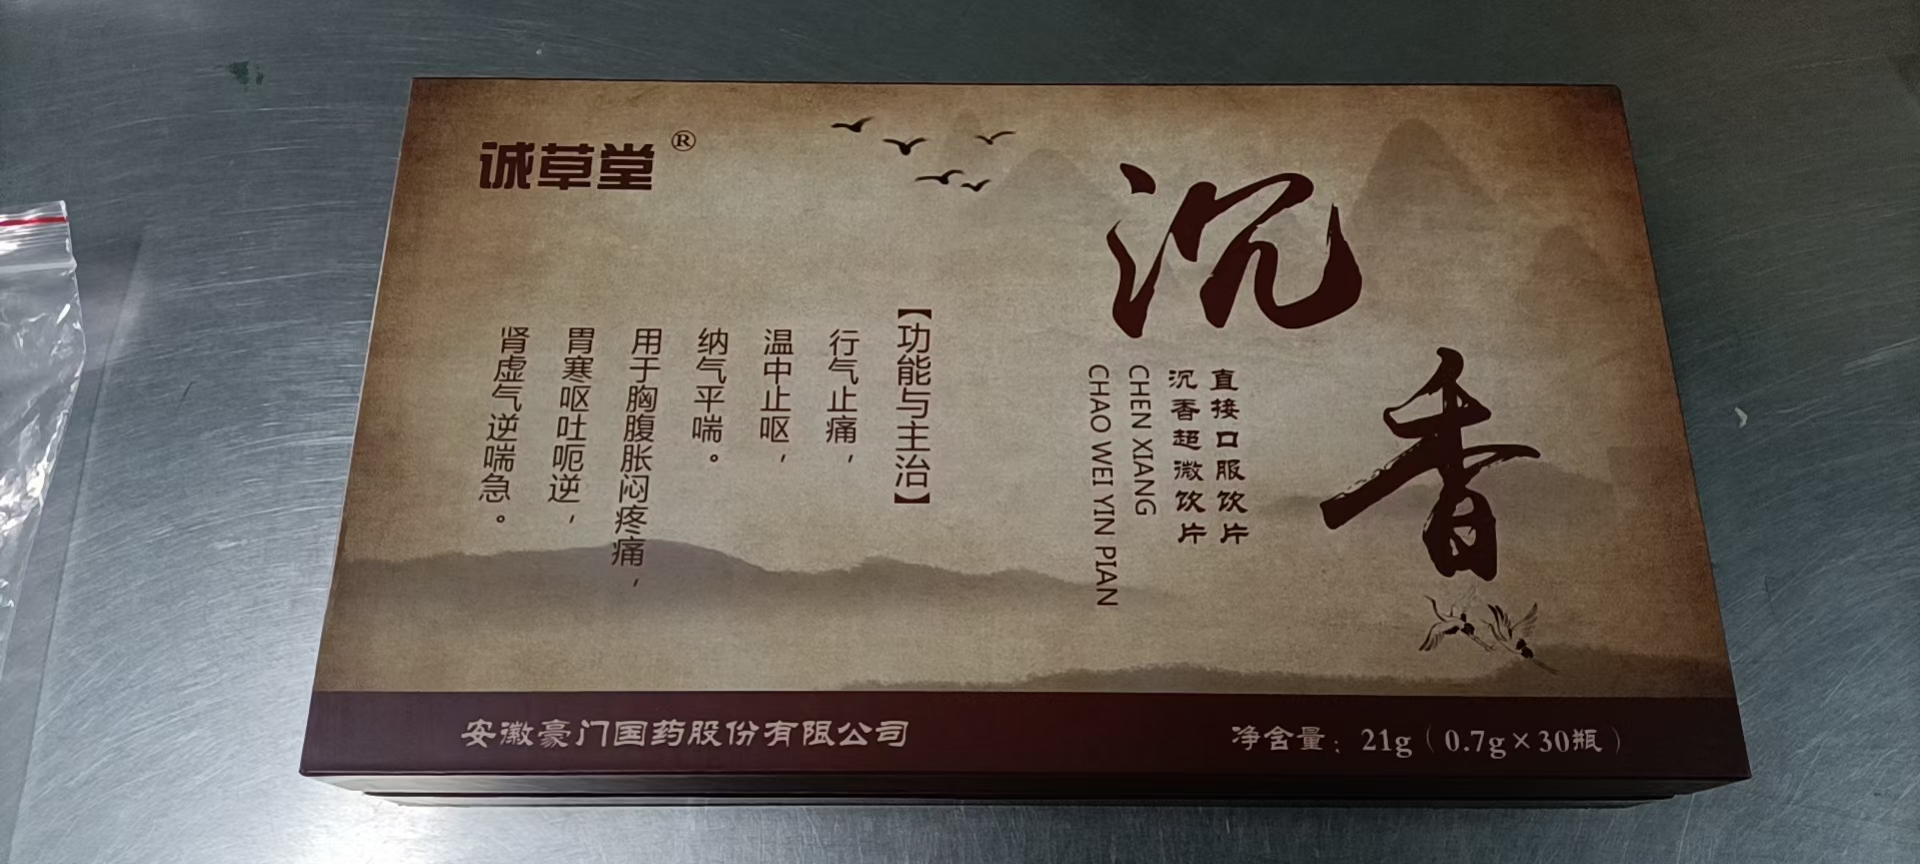 诚草堂®
沉香
直接口服饮片
沉香超微饮片
CHEN XIANG
CHAO WEI YIN PIAN
【功能与主治】
行气止痛，
温中止呕，
纳气平喘。
用于胸腹胀闷疼痛，
胃寒呕吐呃逆，
肾虚气逆喘急。
安徽豪门国药股份有限公司
净含量：21g（0.7g×30瓶）